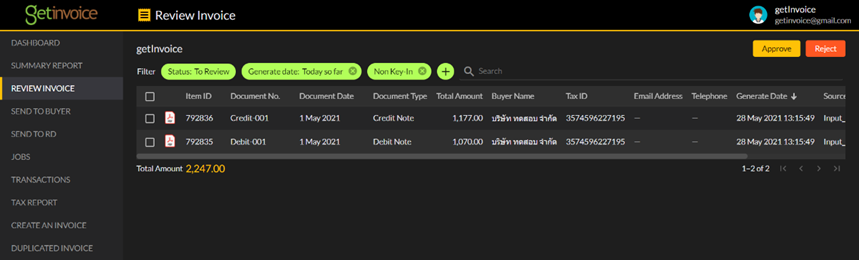 getinvoice
Review Invoice
getInvoice
getinvoice@gmail.com
DASHBOARD
SUMMARY REPORT
REVIEW INVOICE
SEND TO BUYER
SEND TO RD
JOBS
TRANSACTIONS
TAX REPORT
CREATE AN INVOICE
DUPLICATED INVOICE
getInvoice
Approve
Reject
Filter Status: To Review Generate date: Today so far Non Key-In + Search
Item ID Document No. Document Date Document Type Total Amount Buyer Name Tax ID Email Address Telephone Generate Date Source
792836 Credit-001 1 May 2021 Credit Note 1,177.00 บริษัท ทดสอบ จำกัด 3574596227195 — — 28 May 2021 13:15:49 Input_
792835 Debit-001 1 May 2021 Debit Note 1,070.00 บริษัท ทดสอบ จำกัด 3574596227195 — — 28 May 2021 13:15:49 Input_
Total Amount 2,247.00
1–2 of 2